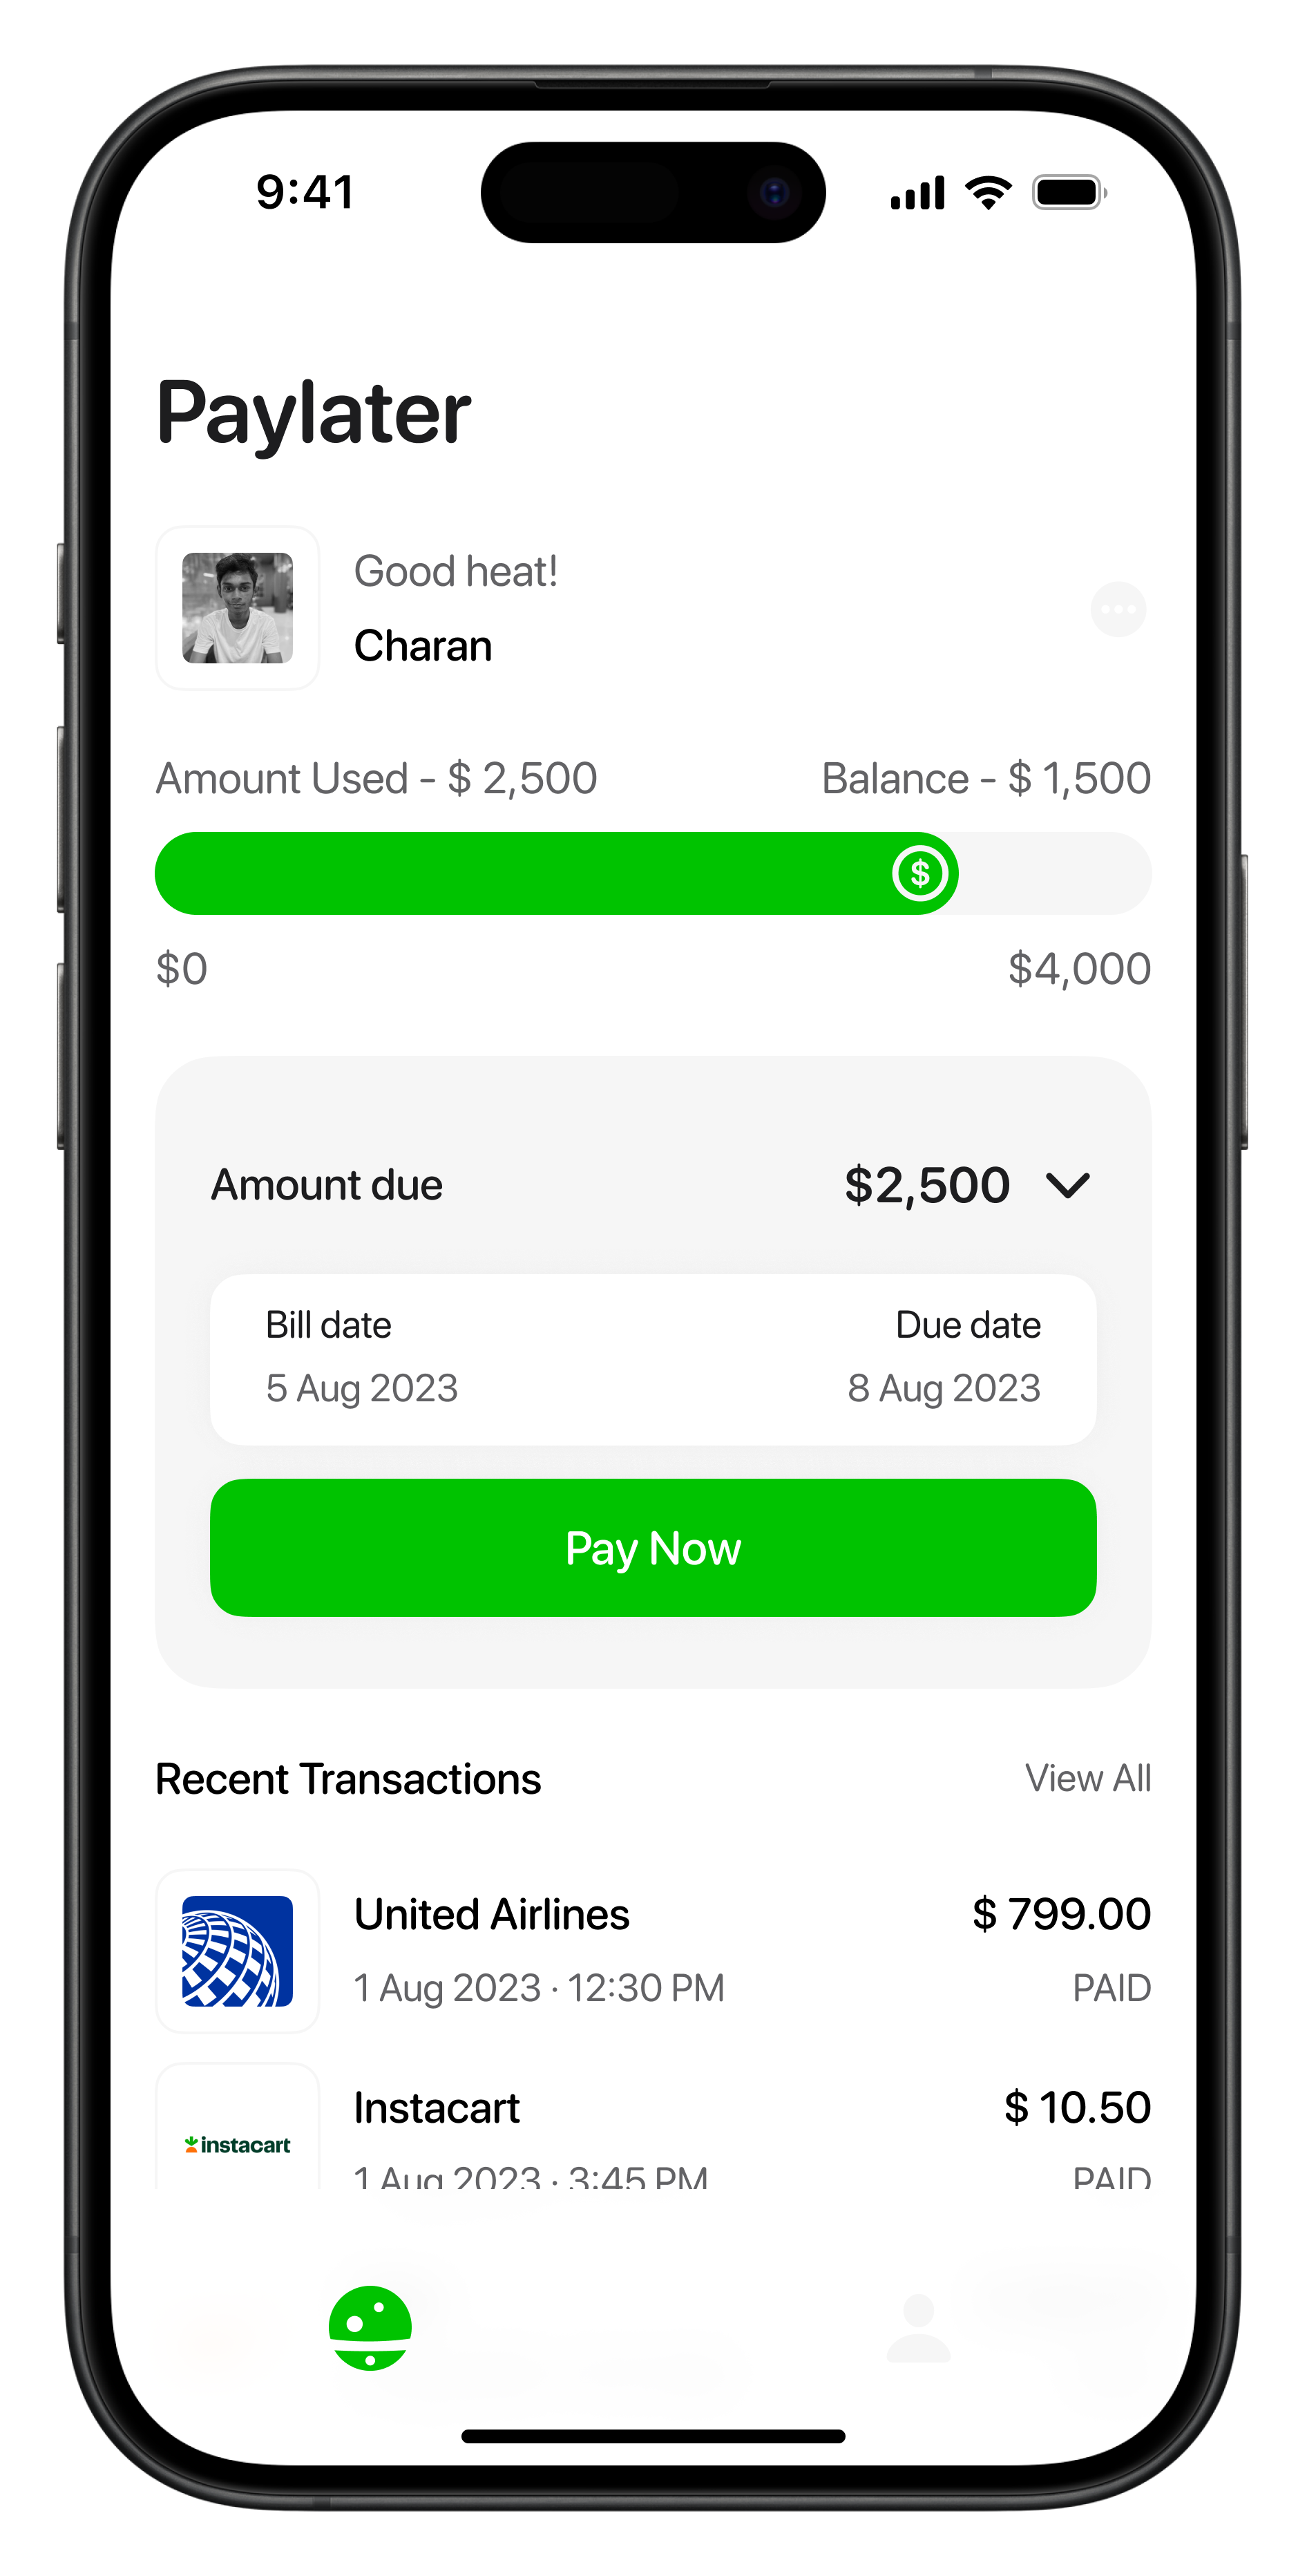 9:41
Paylater
Good heat!
Charan
Amount Used - $ 2,500 Balance - $ 1,500
$
$0 $4,000
Amount due $2,500
Bill date Due date
5 Aug 2023 8 Aug 2023
Pay Now
Recent Transactions View All
United Airlines $ 799.00
1 Aug 2023 · 12:30 PM PAID
Instacart $ 10.50
instacart
1 Aug 2023 · 3:45 PM PAID